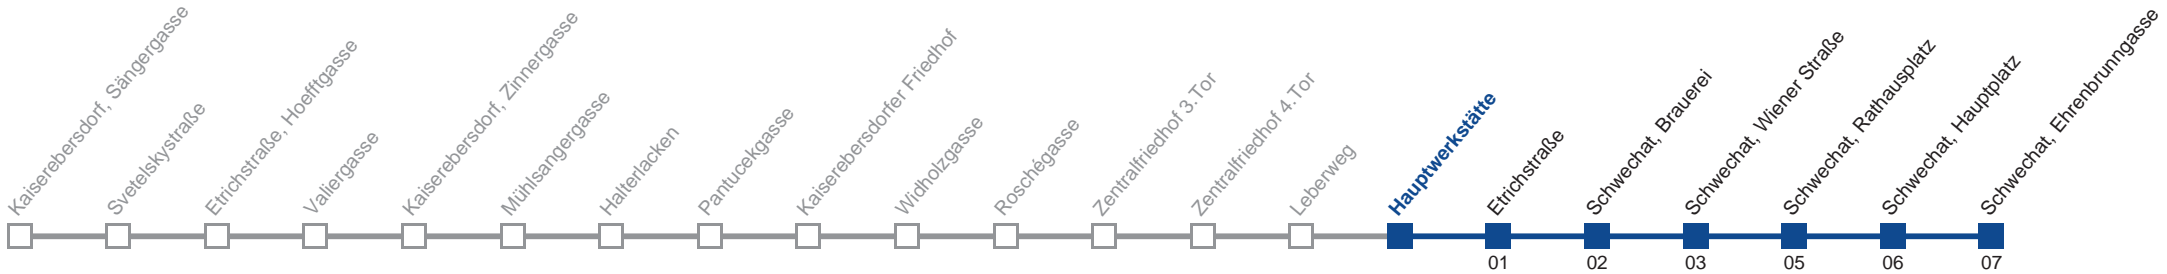 Kaiserebersdorf, Sängergasse
Svetelskystraße
Etrichstraße, Hoefftgasse
Valiergasse
Kaiserebersdorf, Zinnergasse
Mühlsangergasse
Halterlacken
Pantucekgasse
Kaiserebersdorfer Friedhof
Widholzgasse
Roschégasse
Zentralfriedhof 3.Tor
Zentralfriedhof 4.Tor
Leberweg
Hauptwerkstätte
Etrichstraße
Schwechat, Brauerei
Schwechat, Wiener Straße
Schwechat, Rathausplatz
Schwechat, Hauptplatz
Schwechat, Ehrenbrunngasse
01 02 03 05 06 07